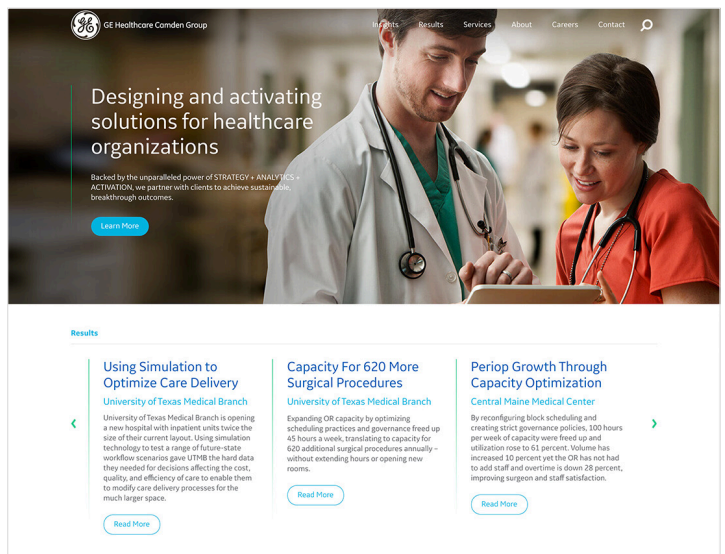 GE Healthcare Camden Group
Insights Results Services About Careers Contact
Designing and activating
solutions for healthcare
organizations
Backed by the unparalleled power of STRATEGY + ANALYTICS +
ACTIVATION, we partner with clients to achieve sustainable,
breakthrough outcomes.
Learn More
Results
Using Simulation to
Optimize Care Delivery
University of Texas Medical Branch
University of Texas Medical Branch is opening
a new hospital with inpatient units twice the
size of their current layout. Using simulation
technology to test a range of future-state
workflow scenarios gave UTMB the hard data
they needed for decisions affecting the cost,
quality, and efficiency of care to enable them
to modify care delivery processes for the
much larger space.
Read More
Capacity For 620 More
Surgical Procedures
University of Texas Medical Branch
Expanding OR capacity by optimizing
scheduling practices and governance freed up
45 hours a week, translating to capacity for
620 additional surgical procedures annually –
without extending hours or opening new
rooms.
Read More
Periop Growth Through
Capacity Optimization
Central Maine Medical Center
By reconfiguring block scheduling and
creating strict governance policies, 100 hours
per week of capacity were freed up and
utilization rose to 61 percent. Volume has
increased 10 percent yet the OR has not had
to add staff and overtime is down 28 percent,
improving surgeon and staff satisfaction.
Read More